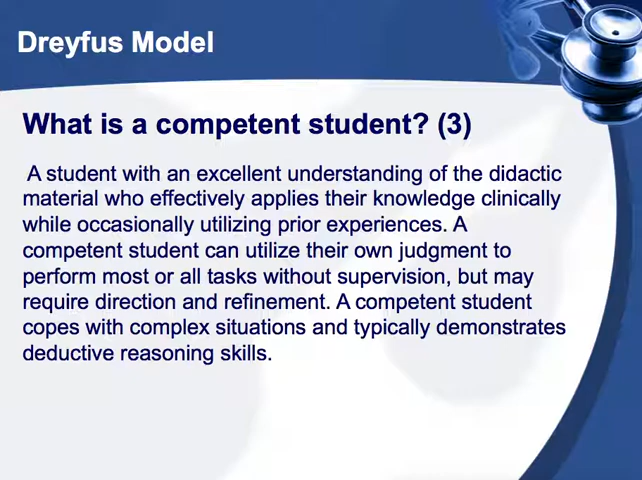 Dreyfus Model
What is a competent student? (3)
A student with an excellent understanding of the didactic
material who effectively applies their knowledge clinically
while occasionally utilizing prior experiences. A
competent student can utilize their own judgment to
perform most or all tasks without supervision, but may
require direction and refinement. A competent student
copes with complex situations and typically demonstrates
deductive reasoning skills.